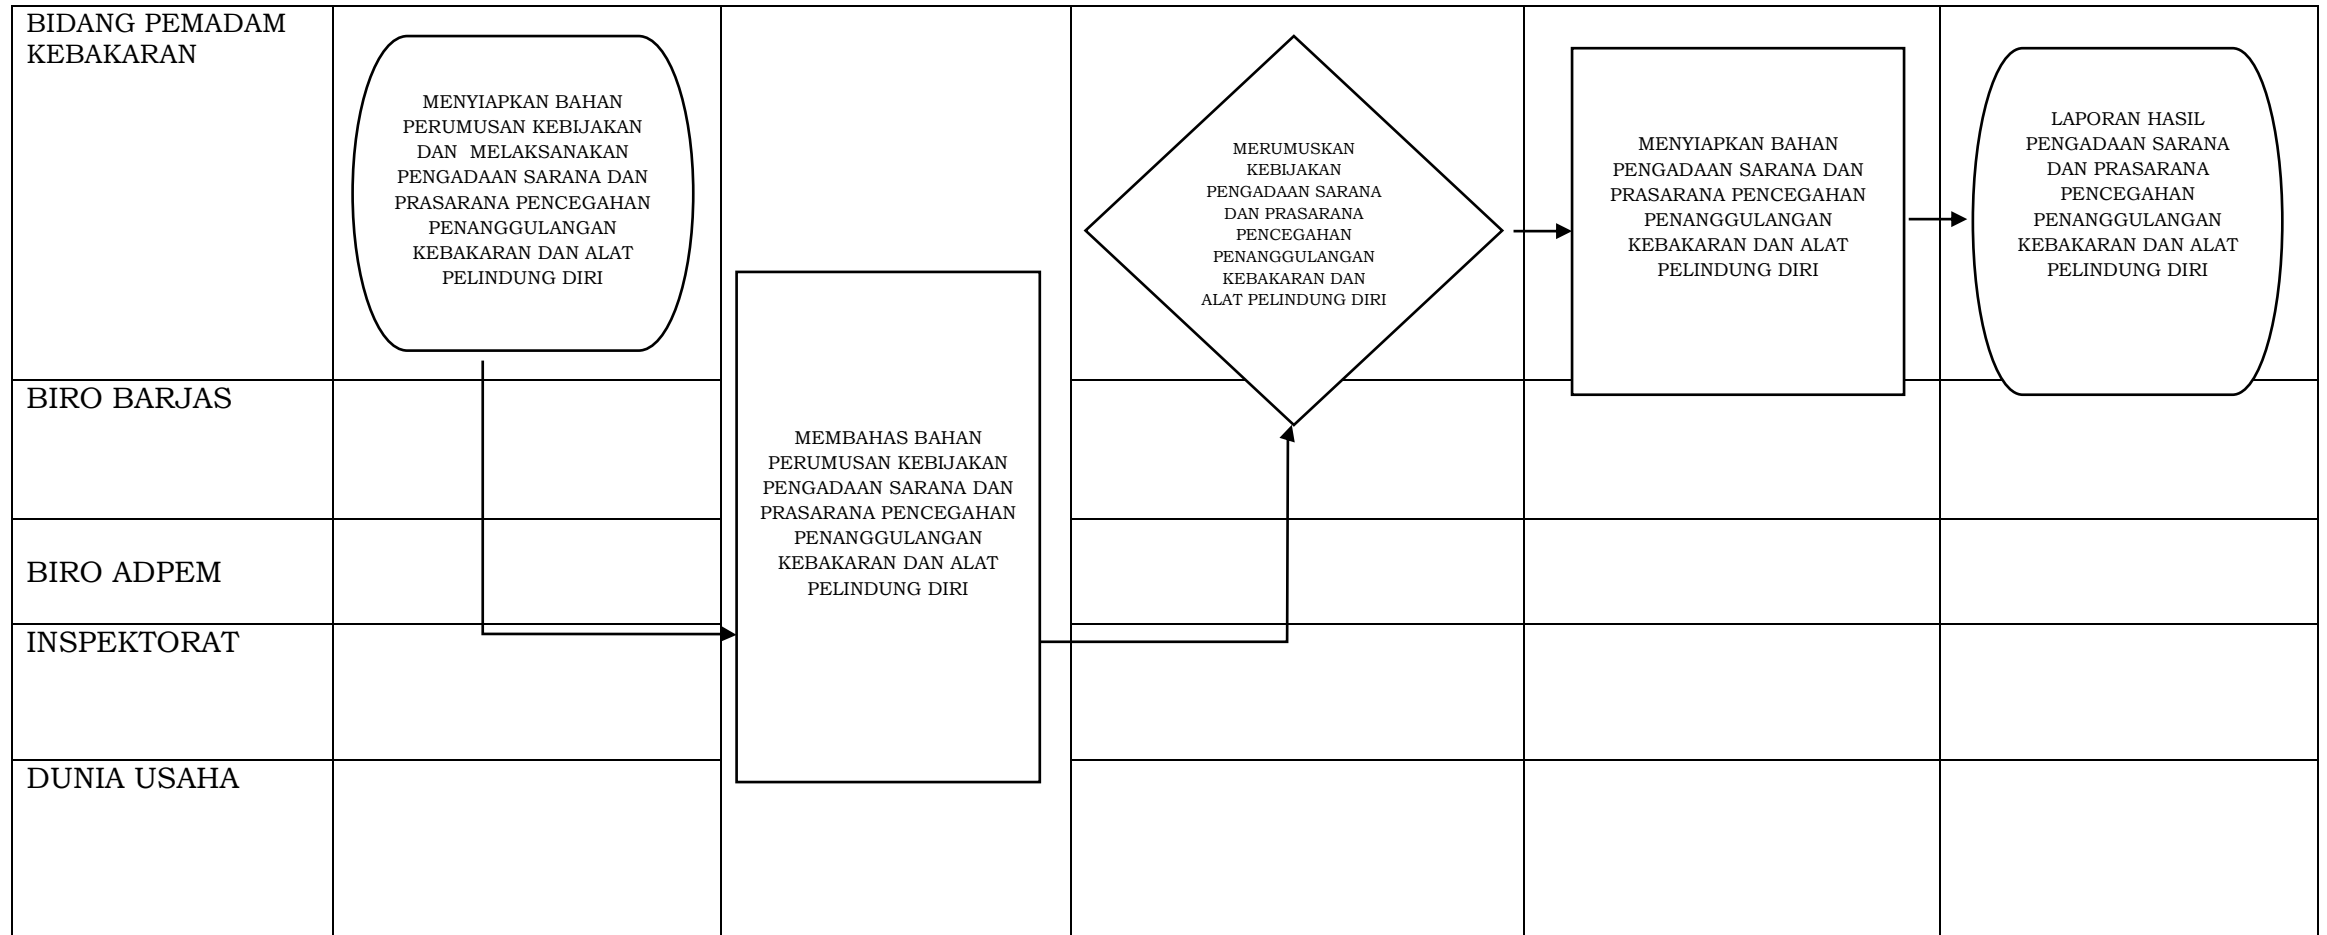 BIDANG PEMADAM
KEBAKARAN
MENYIAPKAN BAHAN
PERUMUSAN KEBIJAKAN
DAN MELAKSANAKAN
PENGADAAN SARANA DAN
PRASARANA PENCEGAHAN
PENANGGULANGAN
KEBAKARAN DAN ALAT
PELINDUNG DIRI
MERUMUSKAN
KEBIJAKAN
PENGADAAN SARANA
DAN PRASARANA
PENCEGAHAN
PENANGGULANGAN
KEBAKARAN DAN
ALAT PELINDUNG DIRI
MENYIAPKAN BAHAN
PENGADAAN SARANA DAN
PRASARANA PENCEGAHAN
PENANGGULANGAN
KEBAKARAN DAN ALAT
PELINDUNG DIRI
LAPORAN HASIL
PENGADAAN SARANA
DAN PRASARANA
PENCEGAHAN
PENANGGULANGAN
KEBAKARAN DAN ALAT
PELINDUNG DIRI
BIRO BARJAS
MEMBAHAS BAHAN
PERUMUSAN KEBIJAKAN
PENGADAAN SARANA DAN
PRASARANA PENCEGAHAN
PENANGGULANGAN
KEBAKARAN DAN ALAT
PELINDUNG DIRI
BIRO ADPEM
INSPEKTORAT
DUNIA USAHA